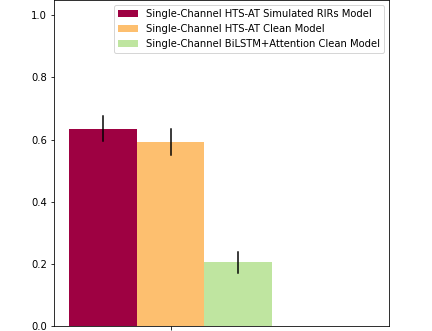 1.0
Single-Channel HTS-AT Simulated RIRs Model
Single-Channel HTS-AT Clean Model
Single-Channel BiLSTM+Attention Clean Model
0.8
0.6
0.4
0.2
0.0